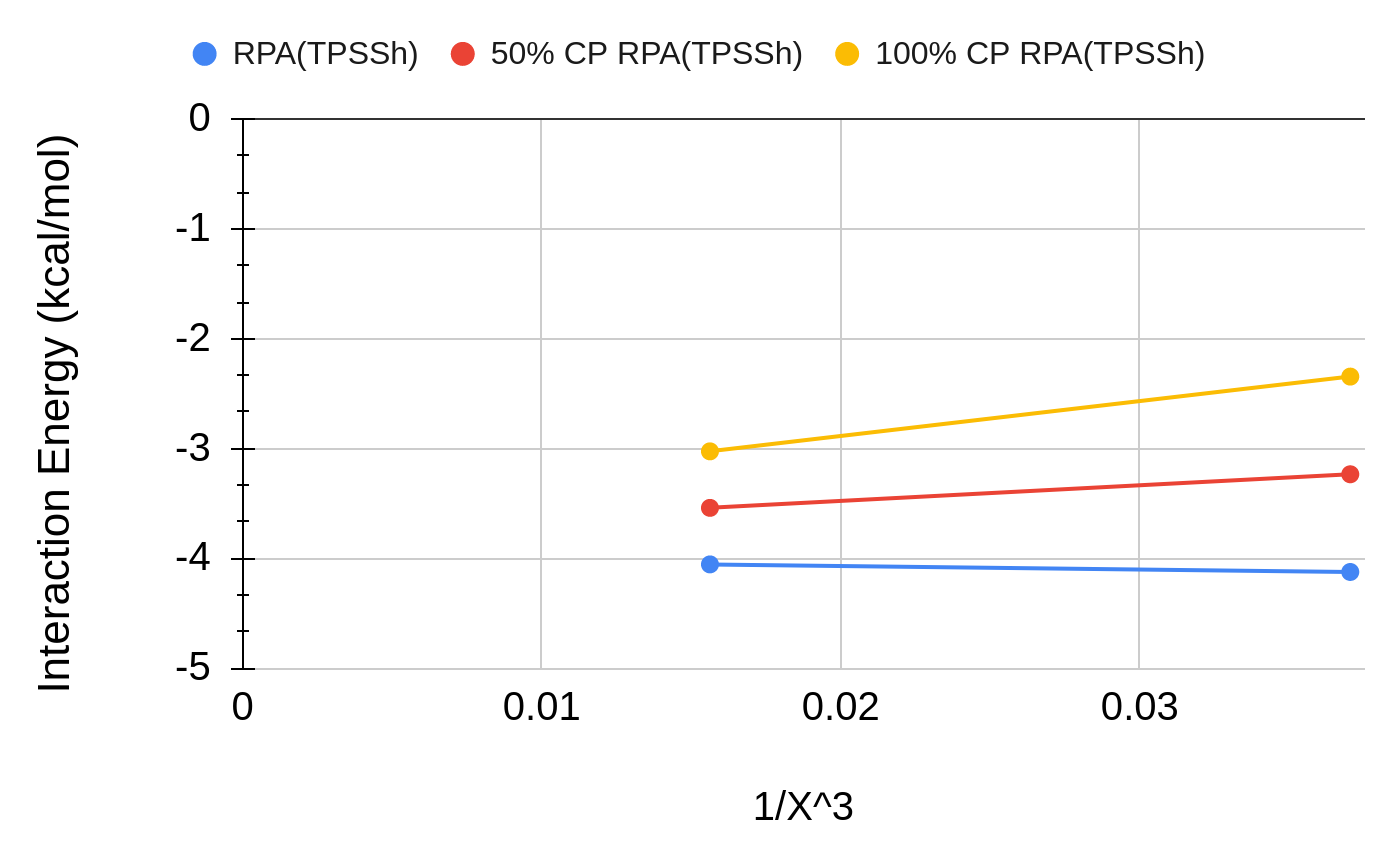 RPA(TPSSh) 50% CP RPA(TPSSh) 100% CP RPA(TPSSh)
Interaction Energy (kcal/mol)
0
-1
-2
-3
-4
-5
0 0.01 0.02 0.03
1/X^3